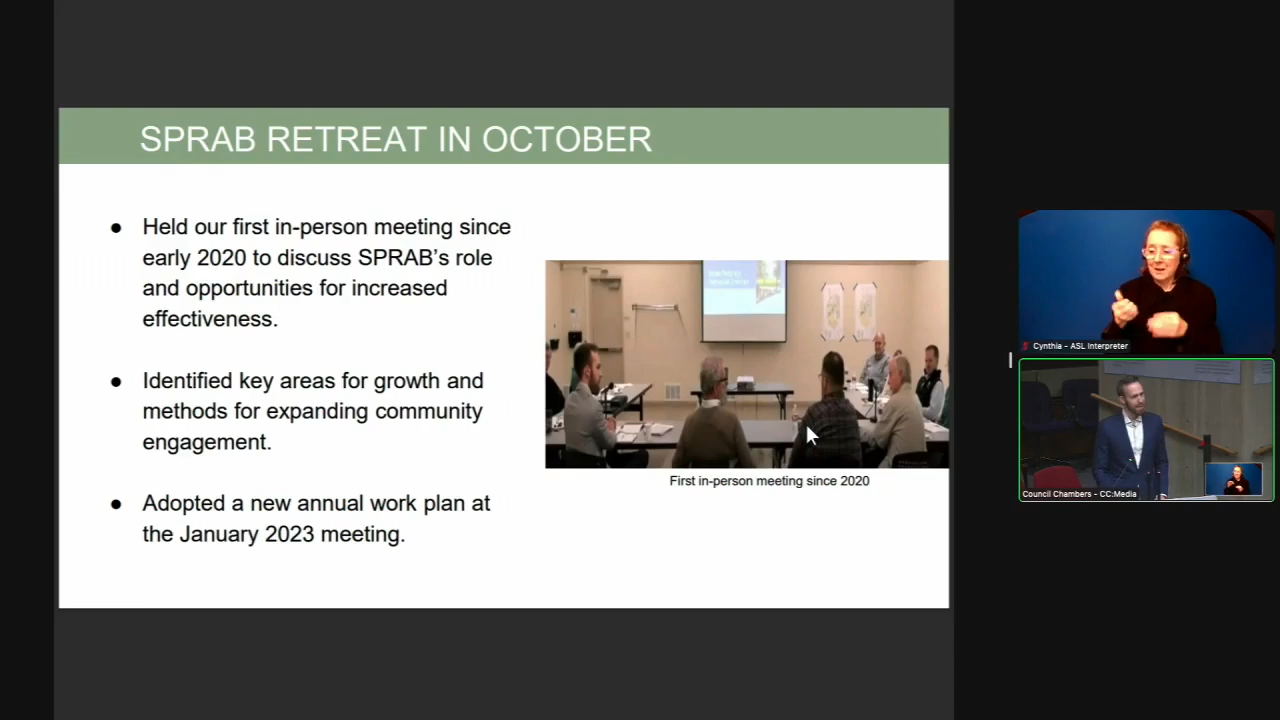 SPRAB RETREAT IN OCTOBER
● Held our first in-person meeting since
early 2020 to discuss SPRAB’s role
and opportunities for increased
effectiveness.
● Identified key areas for growth and
methods for expanding community
engagement.
● Adopted a new annual work plan at
the January 2023 meeting.
First in-person meeting since 2020
Cynthia - ASL Interpreter
Council Chambers - CC:Media